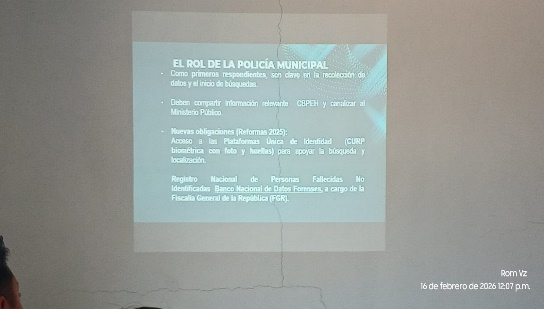 EL ROL DE LA POLICÍA MUNICIPAL
- Como primeros respondientes, son clave en la recolección de
datos y el inicio de búsquedas.
- Deben compartir información relevante CBPEH y canalizar al
Ministerio Público.
- Nuevas obligaciones (Reformas 2025):
Acceso a las Plataformas Única de Identidad (CURP
biométrica con foto y huellas) para apoyar la búsqueda y
localización.
Registro Nacional de Personas Fallecidas No
identificadas Banco Nacional de Datos Forenses, a cargo de la
Fiscalía General de la República (FGR).
Rom Vz
16 de febrero de 2026 12:07 p.m.